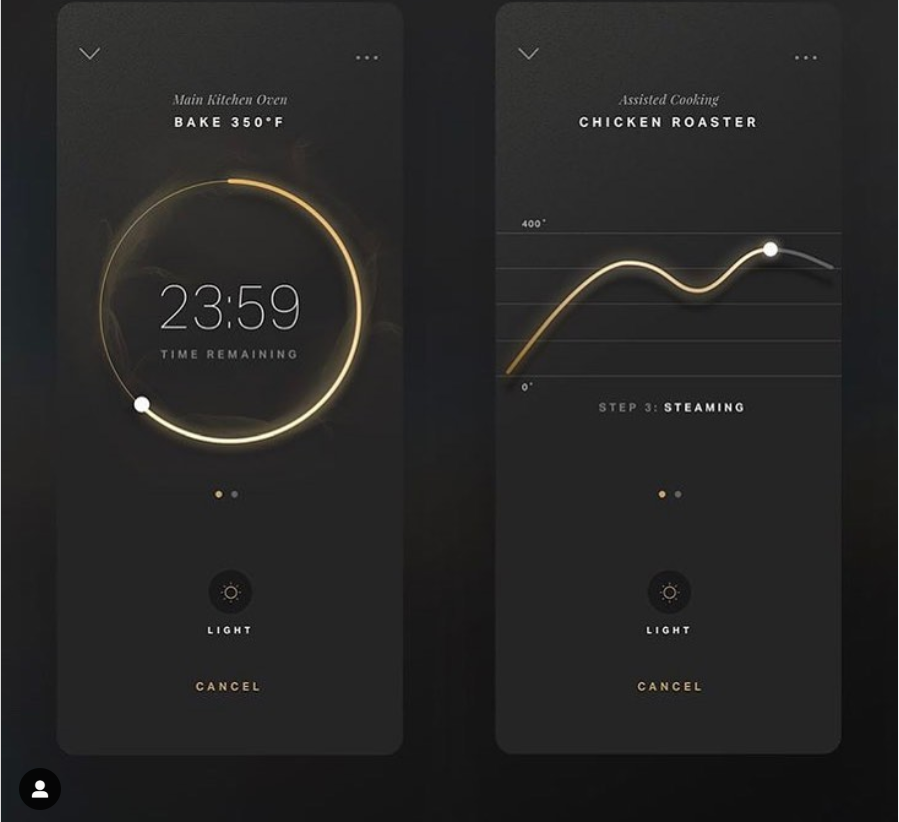 Main Kitchen Oven
BAKE 350°F
23:59
TIME REMAINING
LIGHT
CANCEL
Assisted Cooking
CHICKEN ROASTER
400°
0°
STEP 3: STEAMING
LIGHT
CANCEL